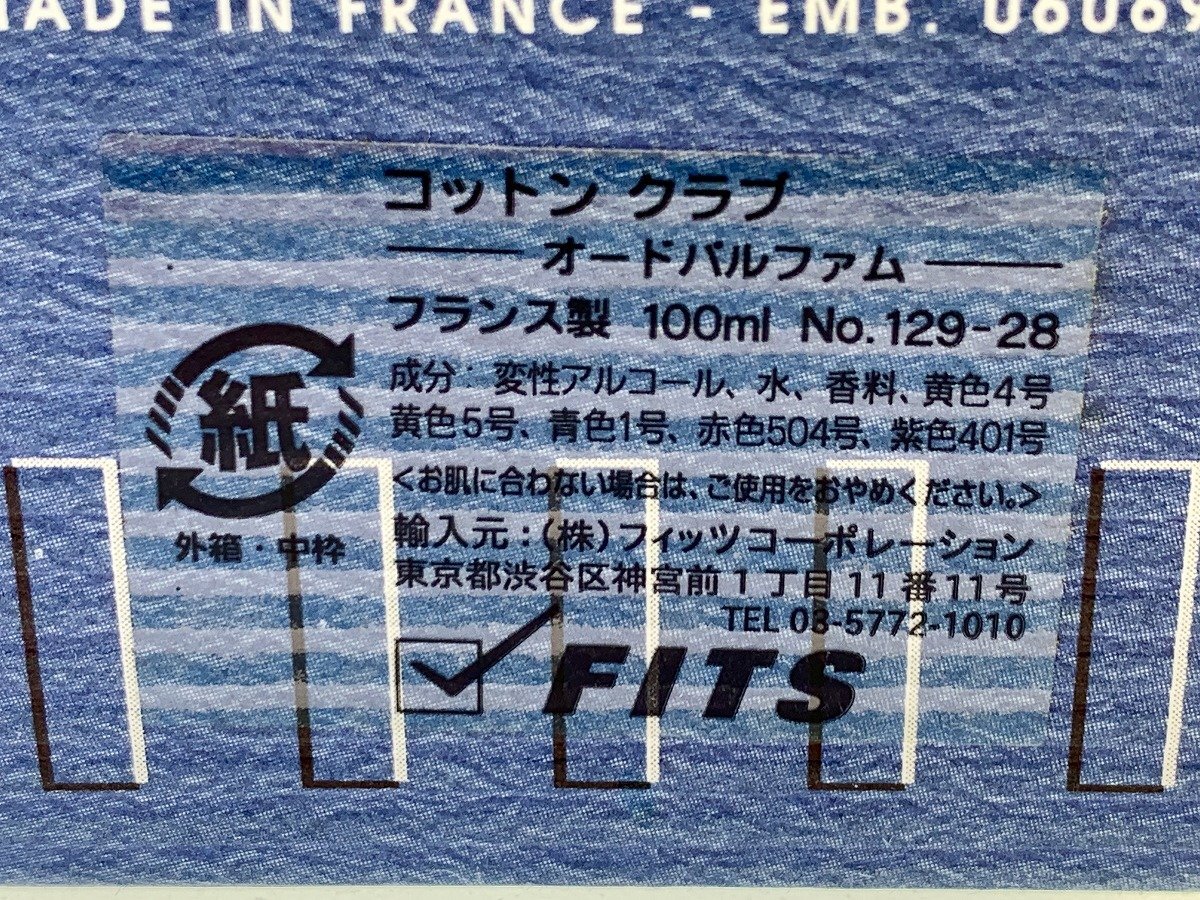 MADE IN FRANCE - EMB. 06069
コットン クラブ
オードパルファム
フランス製 100ml No.129-28
成分:変性アルコール、水、香料、黄色4号
黄色5号、青色1号、赤色504号、紫色401号
<お肌に合わない場合は、ご使用をおやめください。>
輸入元:(株)フィッツコーポレーション
東京都渋谷区神宮前1丁目11番11号
TEL 03-5772-1010
FITS
紙
外箱・中枠